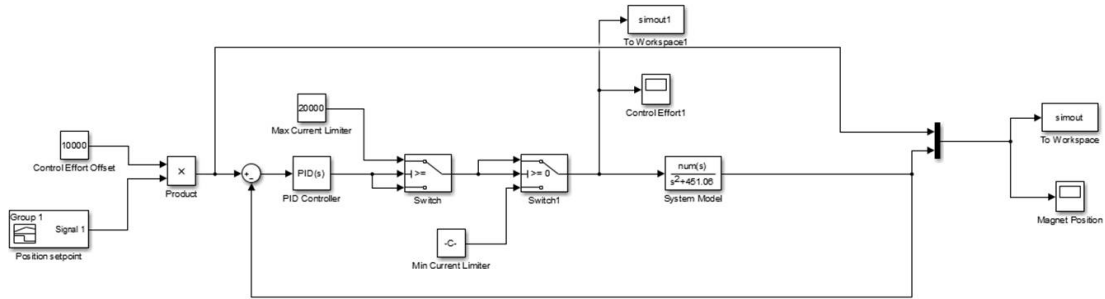 simout1
To Workspace1
Control Effort1
20000
Max Current Limiter
simout
To Workspace
10000
Control Effort Offset
×
Product
+
-
PID(s)
PID Controller
>=
Switch
>= 0
Switch1
num(s)
s²+451.06
System Model
Magnet Position
Group 1
Signal 1
Position setpoint
-C-
Min Current Limiter